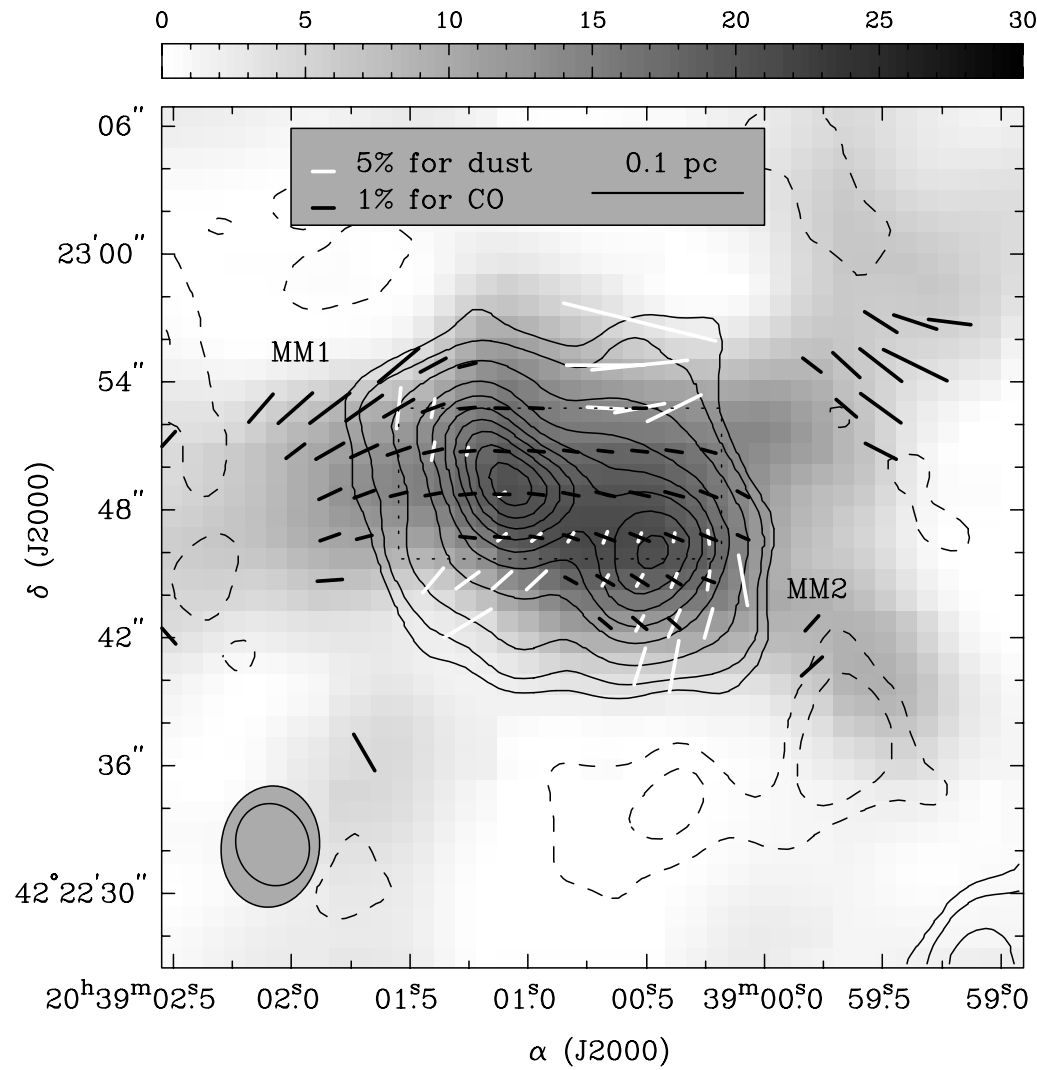 0 5 10 15 20 25 30
06″
5% for dust 0.1 pc
1% for CO
23′00″
MM1
54″
48″
MM2
42″
36″
42°22′30″
δ (J2000)
20ʰ39ᵐ02ˢ.5 02ˢ.0 01ˢ.5 01ˢ.0 00ˢ.5 39ᵐ00ˢ.0 59ˢ.5 59ˢ.0
α (J2000)